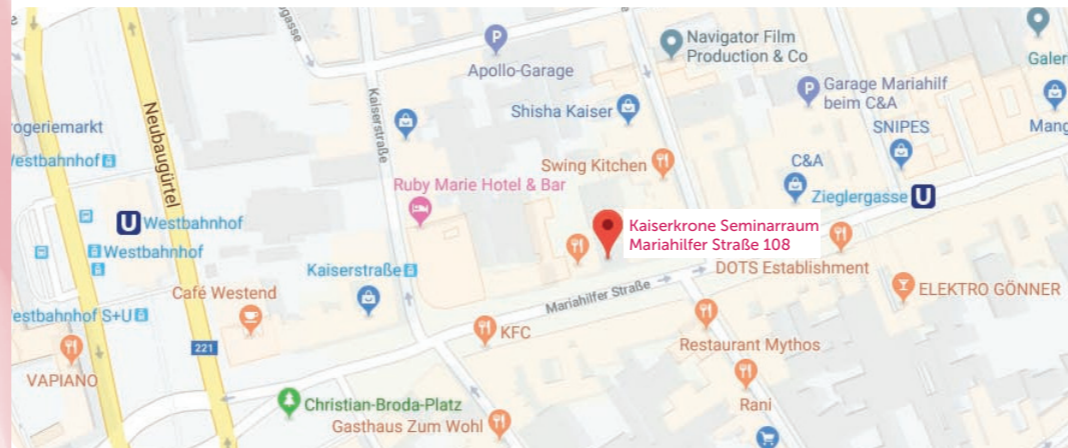 Navigator Film
Production & Co
Galer
Apollo-Garage
Garage Mariahilf
beim C&A
Kaiserstraße
Shisha Kaiser
SNIPES
Mang
rogeriemarkt
Neubaugürtel
Westbahnhof
Swing Kitchen
C&A
Ruby Marie Hotel & Bar
Zieglergasse
U
U
Westbahnhof
Kaiserkrone Seminarraum
Mariahilfer Straße 108
Westbahnhof
Kaiserstraße
DOTS Establishment
Café Westend
Mariahilfer Straße
ELEKTRO GÖNNER
estbahnhof S+U
KFC
221
Restaurant Mythos
VAPIANO
Christian-Broda-Platz
Rani
Gasthaus Zum Wohl
P
P